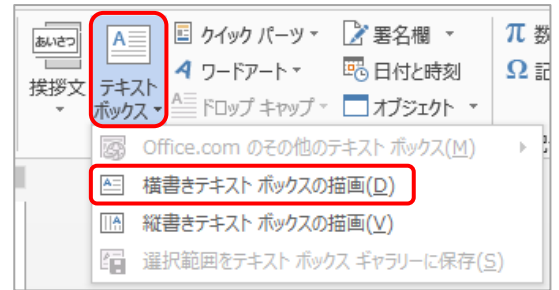 あいさつ
挨拶文
テキスト
ボックス
クイック パーツ
ワードアート
ドロップ キャップ
署名欄
日付と時刻
オブジェクト
π 数
Ω 記
Office.com のその他のテキスト ボックス(M)
横書きテキスト ボックスの描画(D)
縦書きテキスト ボックスの描画(V)
選択範囲をテキスト ボックス ギャラリーに保存(S)